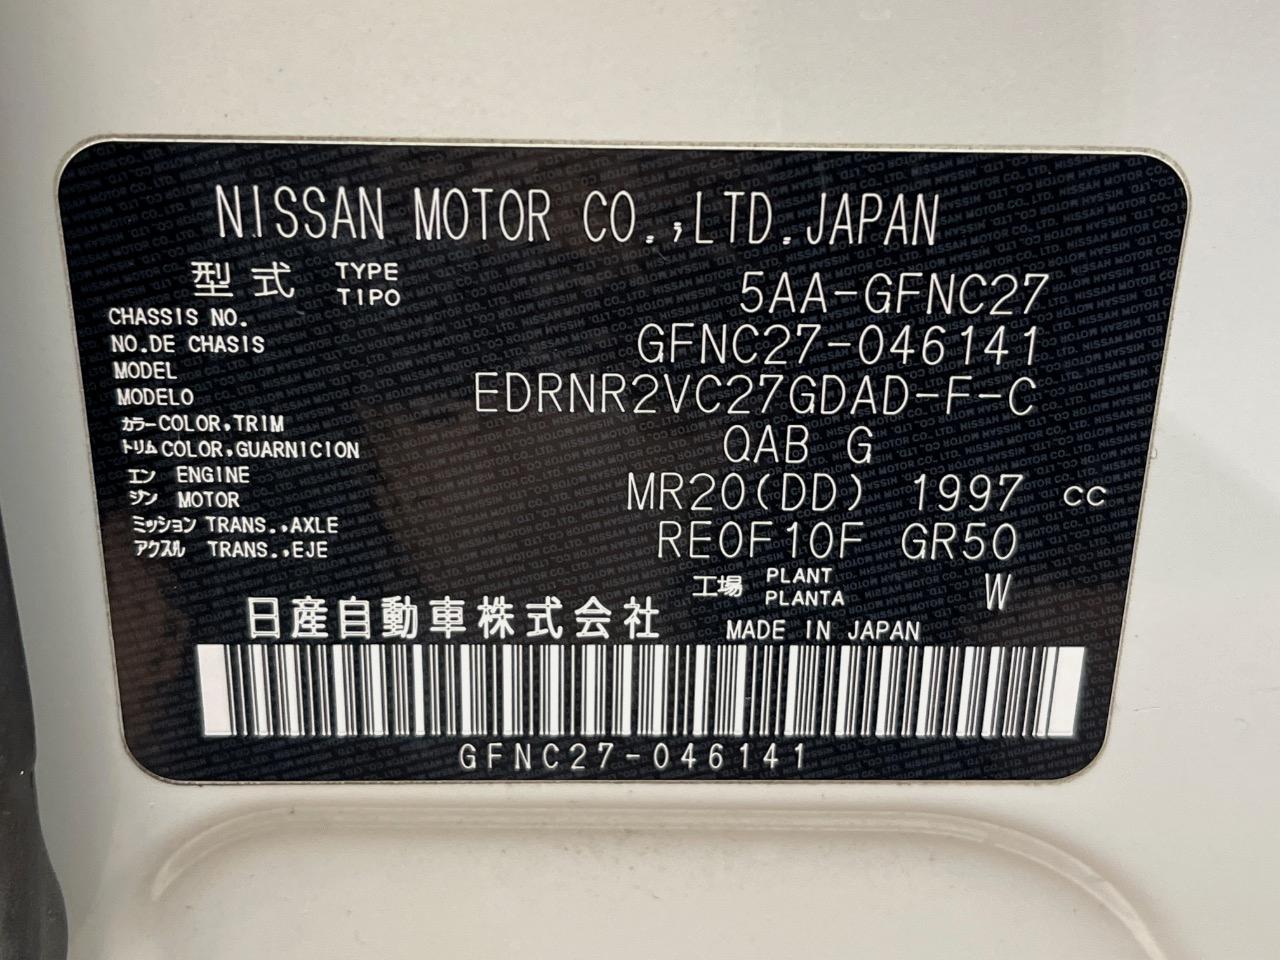 NISSAN MOTOR CO.,LTD.JAPAN
型式 TYPE TIPO 5AA-GFNC27
CHASSIS NO.
NO.DE CHASIS GFNC27-046141
MODEL
MODELO EDRNR2VC27GDAD-F-C
カラー COLOR,TRIM
トリム COLOR,GUARNICION QAB G
エン ENGINE
ジン MOTOR MR20(DD) 1997 cc
ミッション TRANS.,AXLE
アクスル TRANS.,EJE RE0F10F GR50
工場 PLANT PLANTA W
日産自動車株式会社 MADE IN JAPAN
GFNC27-046141